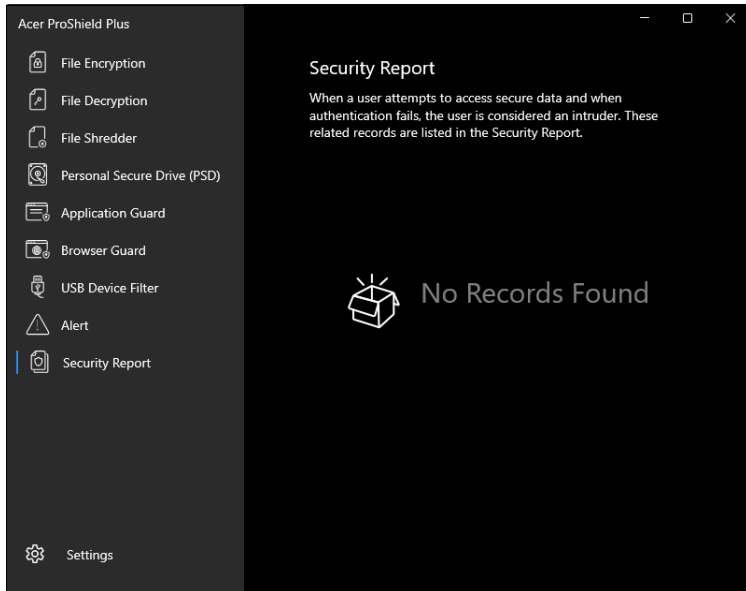 Acer ProShield Plus
File Encryption
File Decryption
File Shredder
Personal Secure Drive (PSD)
Application Guard
Browser Guard
USB Device Filter
Alert
Security Report
Settings
Security Report
When a user attempts to access secure data and when
authentication fails, the user is considered an intruder. These
related records are listed in the Security Report.
No Records Found